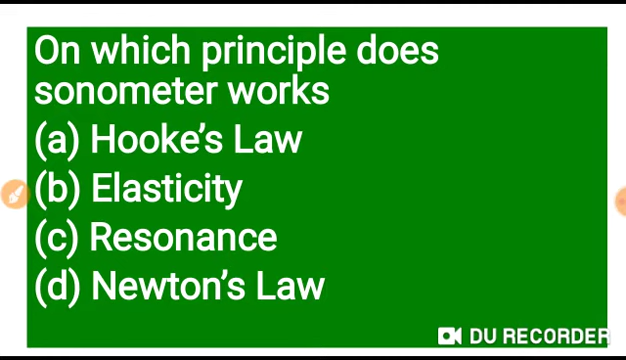 On which principle does
sonometer works
(a) Hooke's Law
(b) Elasticity
(c) Resonance
(d) Newton's Law
DU RECORDER